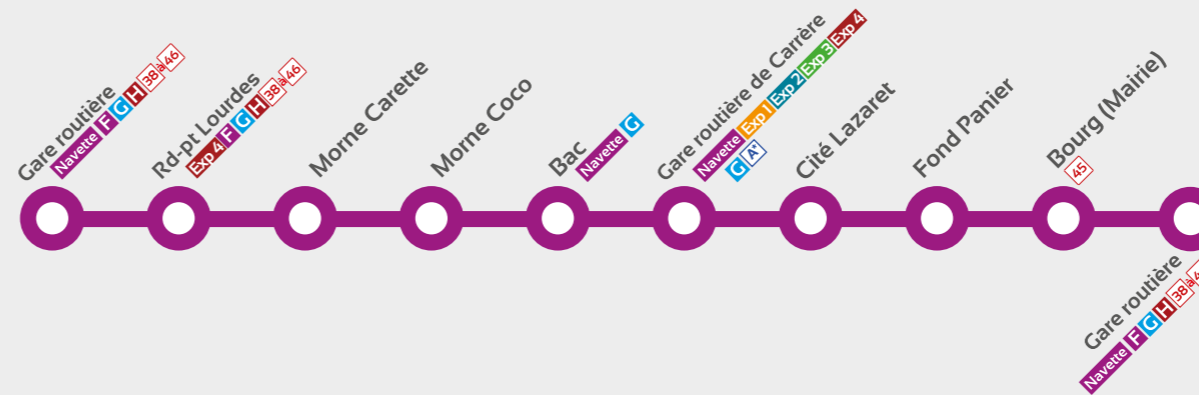 Gare routière
Navette F G H 38 à 46
Rd-pt Lourdes
Exp 4 F G H 38 à 46
Morne Carette
Morne Coco
Bac
Navette G
Gare routière de Carrère
Navette Exp 1 Exp 2 Exp 3 Exp 4
G A*
Cité Lazaret
Fond Panier
Bourg (Mairie)
45
Gare routière
Navette F G H 38 à